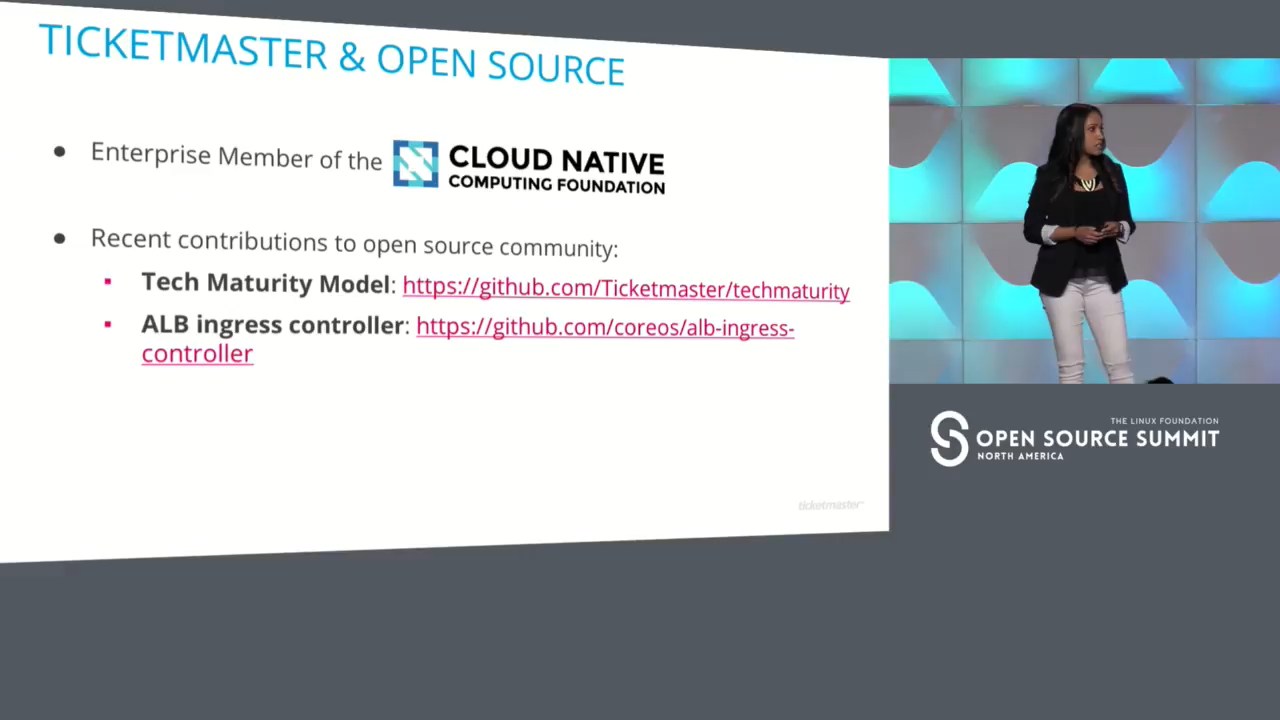 TICKETMASTER & OPEN SOURCE
● Enterprise Member of the CLOUD NATIVE
COMPUTING FOUNDATION
● Recent contributions to open source community:
▪ Tech Maturity Model: https://github.com/Ticketmaster/techmaturity
▪ ALB ingress controller: https://github.com/coreos/alb-ingress-
controller
ticketmaster
THE LINUX FOUNDATION
OPEN SOURCE SUMMIT
NORTH AMERICA